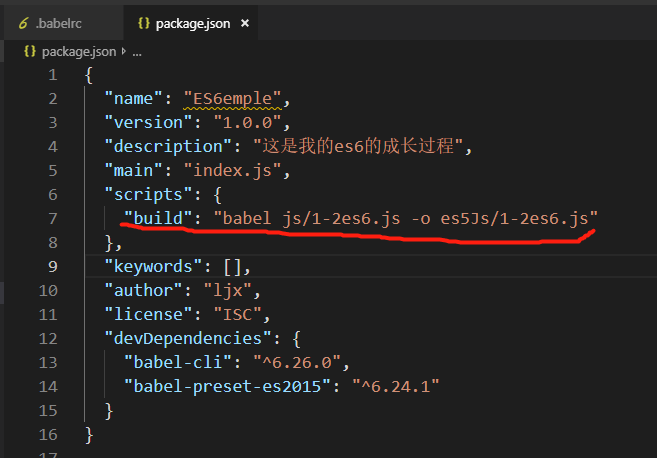 .babelrc
{} package.json ×
{} package.json › ...
1 {
2 "name": "ES6emple",
3 "version": "1.0.0",
4 "description": "这是我的es6的成长过程",
5 "main": "index.js",
6 "scripts": {
7 "build": "babel js/1-2es6.js -o es5Js/1-2es6.js"
8 },
9 "keywords": [],
10 "author": "ljx",
11 "license": "ISC",
12 "devDependencies": {
13 "babel-cli": "^6.26.0",
14 "babel-preset-es2015": "^6.24.1"
15 }
16 }
17